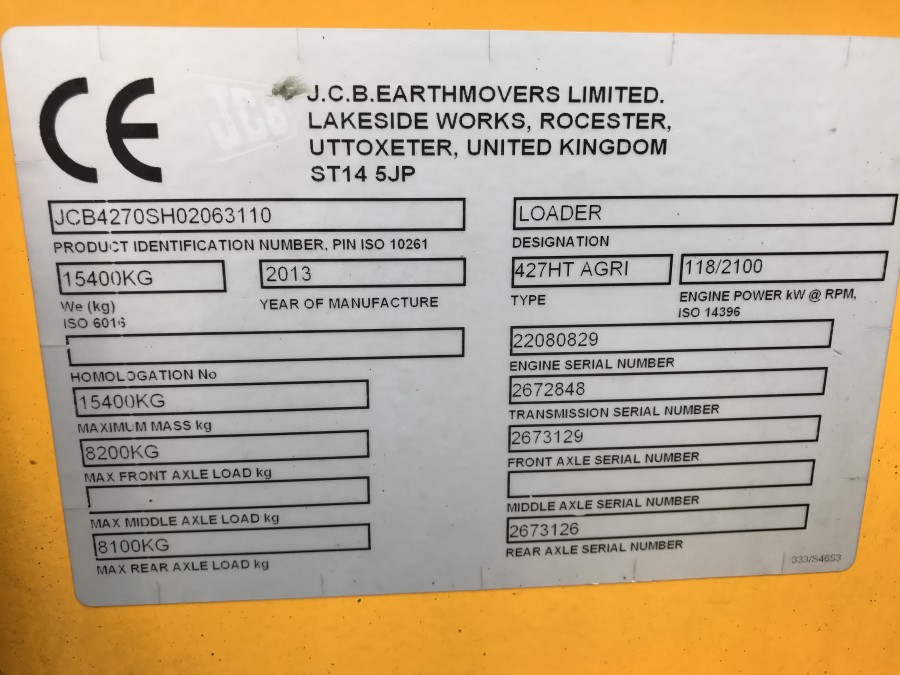 CE
JCB
J.C.B.EARTHMOVERS LIMITED.
LAKESIDE WORKS, ROCESTER,
UTTOXETER, UNITED KINGDOM
ST14 5JP
JCB4270SH02063110
PRODUCT IDENTIFICATION NUMBER, PIN ISO 10261
15400KG
We (kg)
ISO 6016
2013
YEAR OF MANUFACTURE
HOMOLOGATION No
15400KG
MAXIMUM MASS kg
8200KG
MAX FRONT AXLE LOAD kg
MAX MIDDLE AXLE LOAD kg
8100KG
MAX REAR AXLE LOAD kg
LOADER
DESIGNATION
427HT AGRI
TYPE
118/2100
ENGINE POWER kW @ RPM,
ISO 14396
22080829
ENGINE SERIAL NUMBER
2672848
TRANSMISSION SERIAL NUMBER
2673129
FRONT AXLE SERIAL NUMBER
MIDDLE AXLE SERIAL NUMBER
2673126
REAR AXLE SERIAL NUMBER